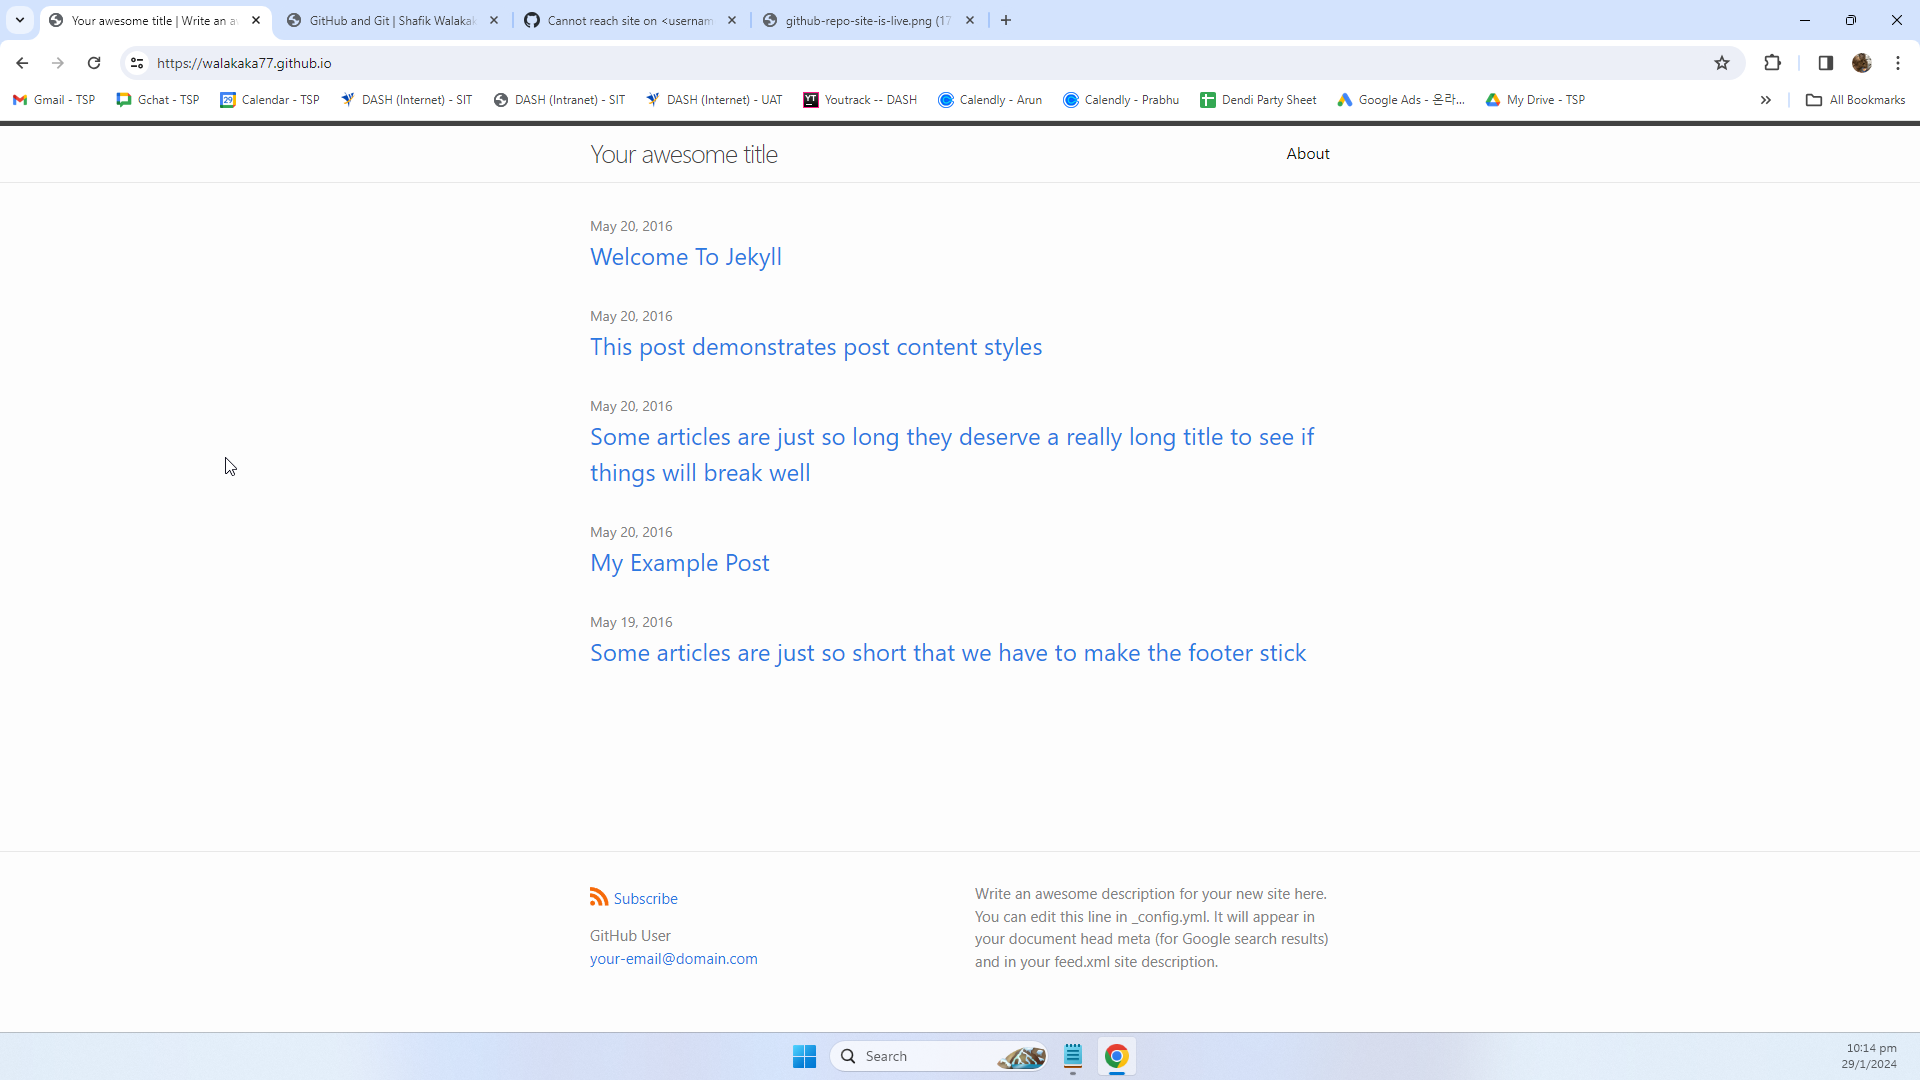 Your awesome title | Write an a
GitHub and Git | Shafik Walaka
Cannot reach site on <usernam
github-repo-site-is-live.png (17
https://walakaka77.github.io
Gmail - TSP
Gchat - TSP
Calendar - TSP
DASH (Internet) - SIT
DASH (Intranet) - SIT
DASH (Internet) - UAT
Youtrack -- DASH
Calendly - Arun
Calendly - Prabhu
Dendi Party Sheet
Google Ads - 온라...
My Drive - TSP
All Bookmarks
Your awesome title
About
May 20, 2016
Welcome To Jekyll
May 20, 2016
This post demonstrates post content styles
May 20, 2016
Some articles are just so long they deserve a really long title to see if
things will break well
May 20, 2016
My Example Post
May 19, 2016
Some articles are just so short that we have to make the footer stick
Subscribe
GitHub User
your-email@domain.com
Write an awesome description for your new site here.
You can edit this line in _config.yml. It will appear in
your document head meta (for Google search results)
and in your feed.xml site description.
Search
10:14 pm
29/1/2024